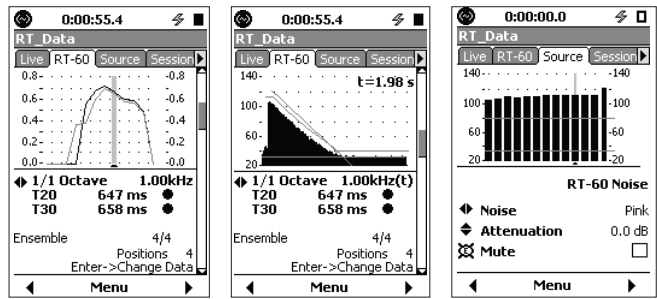 0:00:55.4
RT_Data
Live RT-60 Source Session
0.8 -0.8
0.6 -0.6
0.4 -0.4
0.2 -0.2
0.0 -0.0
1/1 Octave 1.00kHz
T20 647 ms
T30 658 ms
Ensemble 4/4
Positions 4
Enter->Change Data
Menu
0:00:55.4
RT_Data
Live RT-60 Source Session
140 t=1.98 s
100
60
20
1/1 Octave 1.00kHz(t)
T20 647 ms
T30 658 ms
Ensemble 4/4
Positions 4
Enter->Change Data
Menu
0:00:00.0
RT_Data
Live RT-60 Source Session
140 -140
100 -100
60 -60
20 -20
RT-60 Noise
Noise Pink
Attenuation 0.0 dB
Mute
Menu